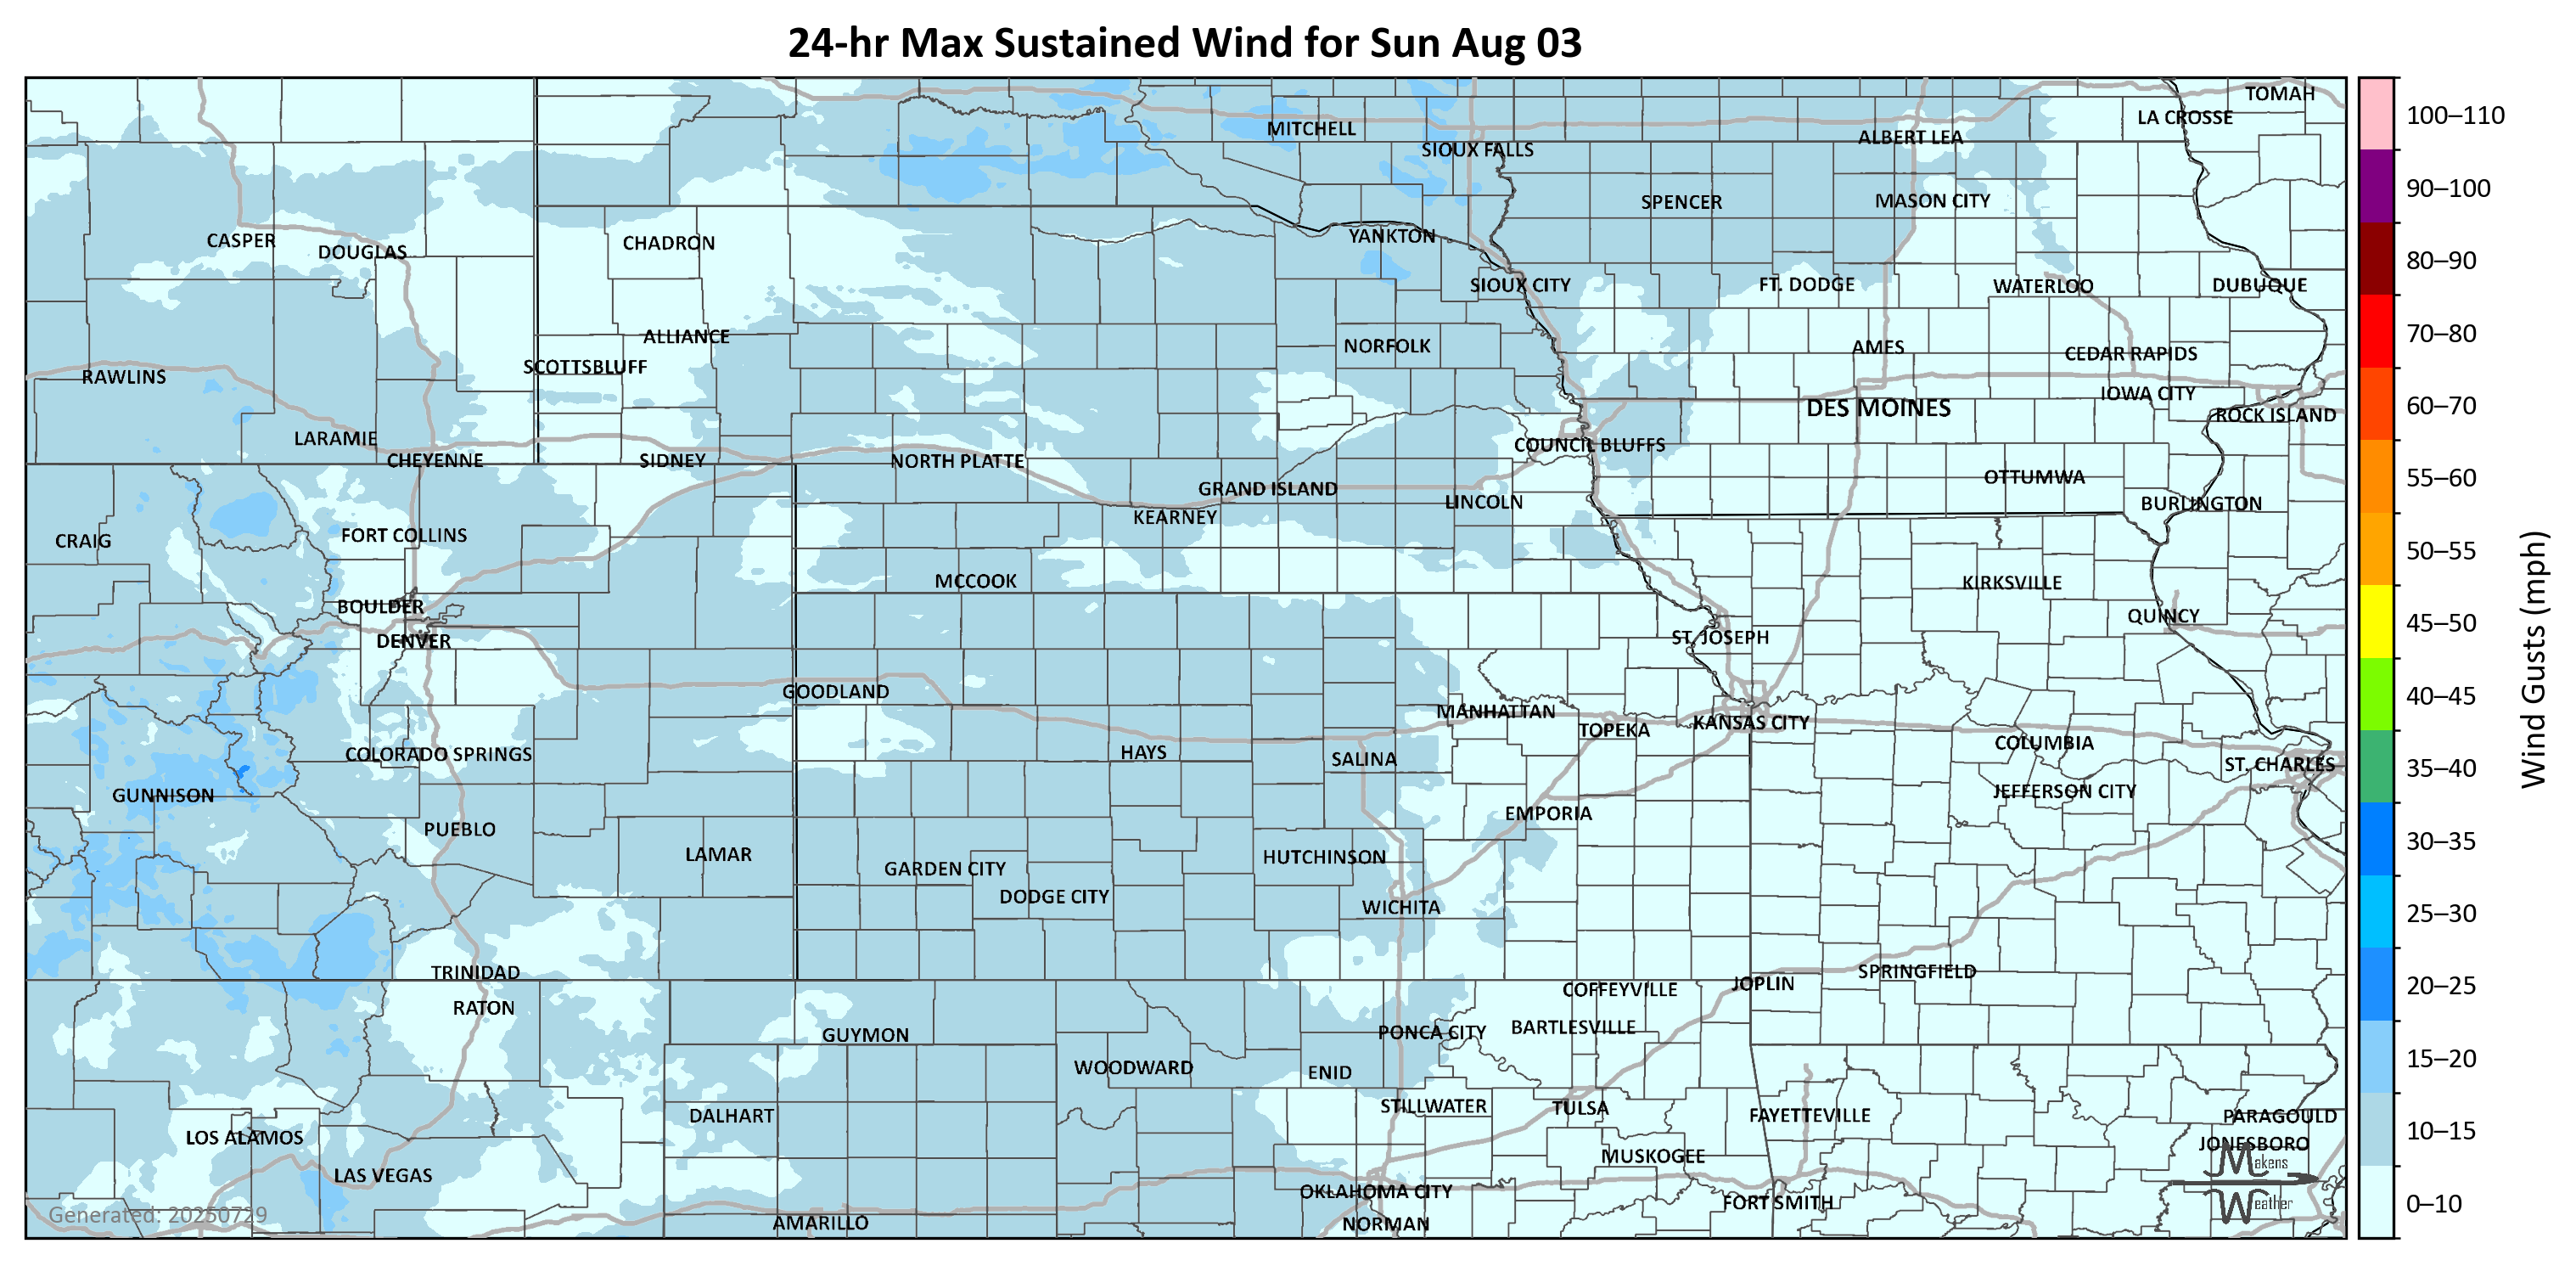 24-hr Max Sustained Wind for Sun Aug 03
TOMAH
LA CROSSE
MITCHELL
ALBERT LEA
SIOUX FALLS
SPENCER
MASON CITY
CASPER
DOUGLAS
CHADRON
YANKTON
SIOUX CITY
FT. DODGE
WATERLOO
DUBUQUE
ALLIANCE
NORFOLK
AMES
CEDAR RAPIDS
SCOTTSBLUFF
RAWLINS
IOWA CITY
DES MOINES
ROCK ISLAND
LARAMIE
COUNCIL BLUFFS
CHEYENNE
SIDNEY
NORTH PLATTE
OTTUMWA
GRAND ISLAND
LINCOLN
BURLINGTON
KEARNEY
FORT COLLINS
CRAIG
MCCOOK
KIRKSVILLE
BOULDER
QUINCY
DENVER
ST. JOSEPH
GOODLAND
MANHATTAN
KANSAS CITY
TOPEKA
COLUMBIA
COLORADO SPRINGS
HAYS
SALINA
ST. CHARLES
GUNNISON
JEFFERSON CITY
EMPORIA
PUEBLO
LAMAR
HUTCHINSON
GARDEN CITY
DODGE CITY
WICHITA
TRINIDAD
SPRINGFIELD
JOPLIN
COFFEYVILLE
RATON
BARTLESVILLE
GUYMON
PONCA CITY
WOODWARD
ENID
STILLWATER
TULSA
DALHART
FAYETTEVILLE
PARAGOULD
LOS ALAMOS
JONESBORO
MUSKOGEE
LAS VEGAS
OKLAHOMA CITY
FORT SMITH
AMARILLO
NORMAN
Generated: 20250729
Makens
Weather
100–110
90–100
80–90
70–80
60–70
55–60
50–55
45–50
40–45
35–40
30–35
25–30
20–25
15–20
10–15
0–10
Wind Gusts (mph)